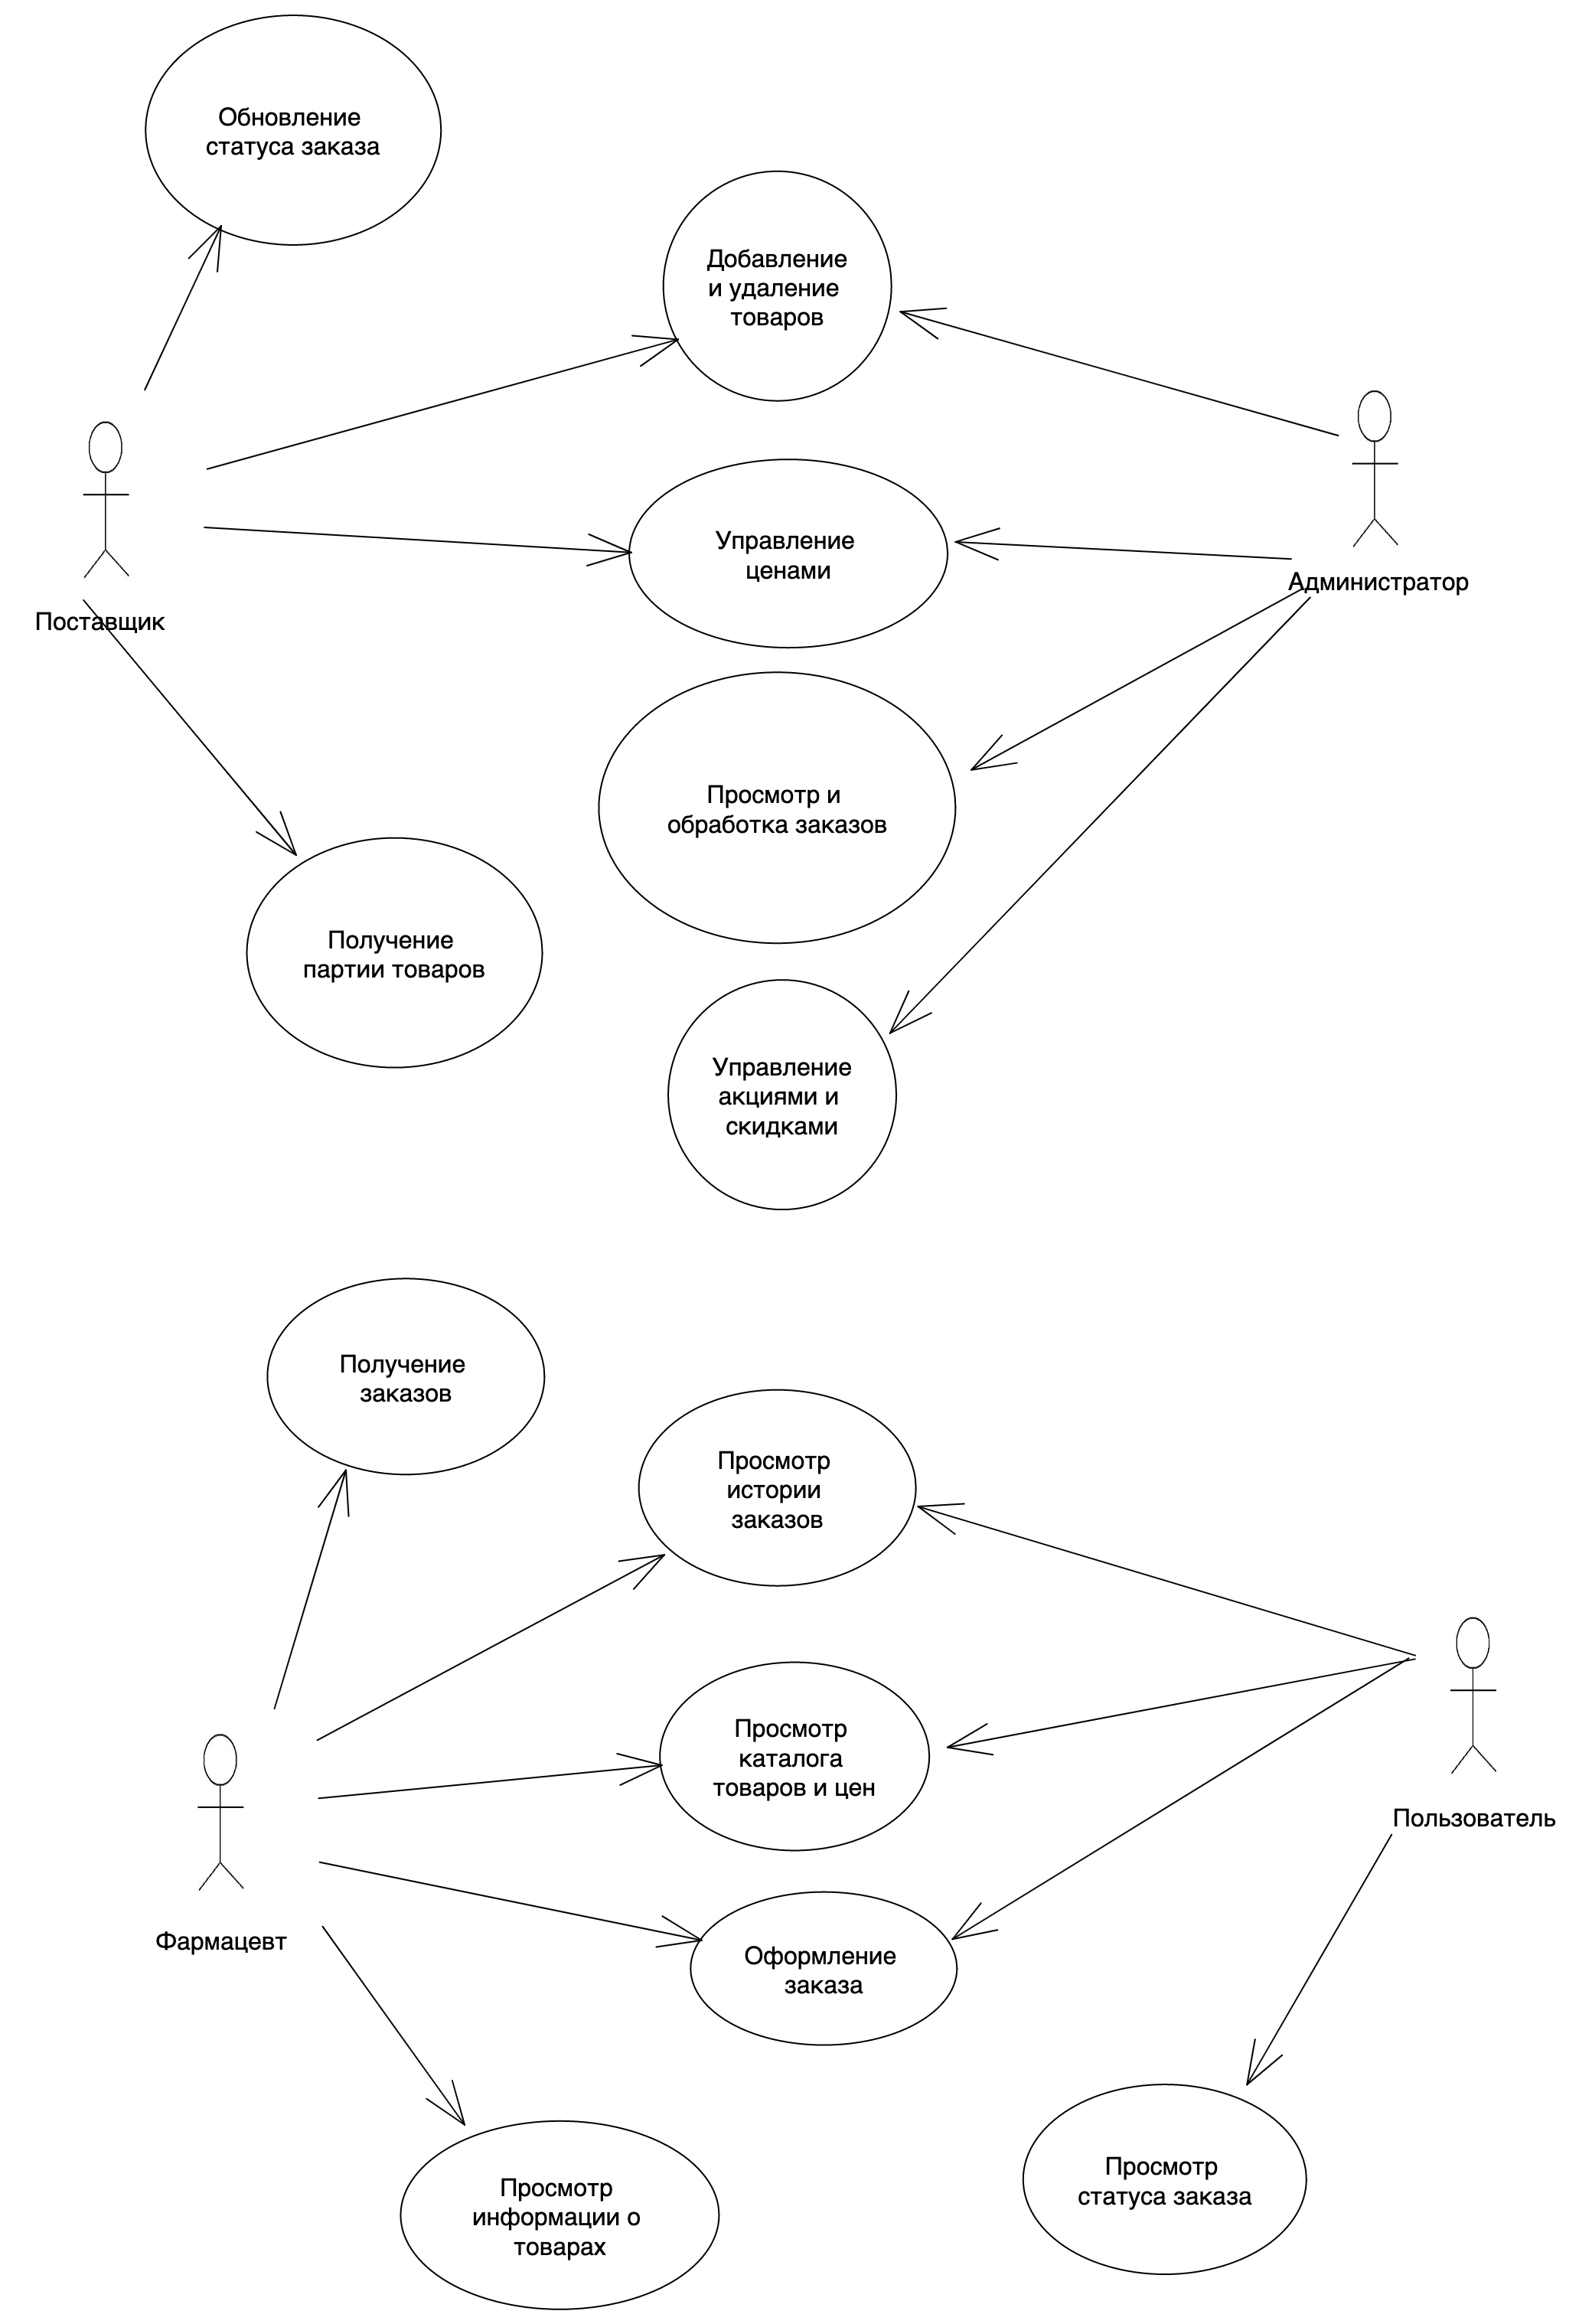 Обновление
статуса заказа
Добавление
и удаление
товаров
Управление
ценами
Администратор
Поставщик
Просмотр и
обработка заказов
Получение
партии товаров
Управление
акциями и
скидками
Получение
заказов
Просмотр
истории
заказов
Просмотр
каталога
товаров и цен
Пользователь
Фармацевт
Оформление
заказа
Просмотр
статуса заказа
Просмотр
информации о
товарах